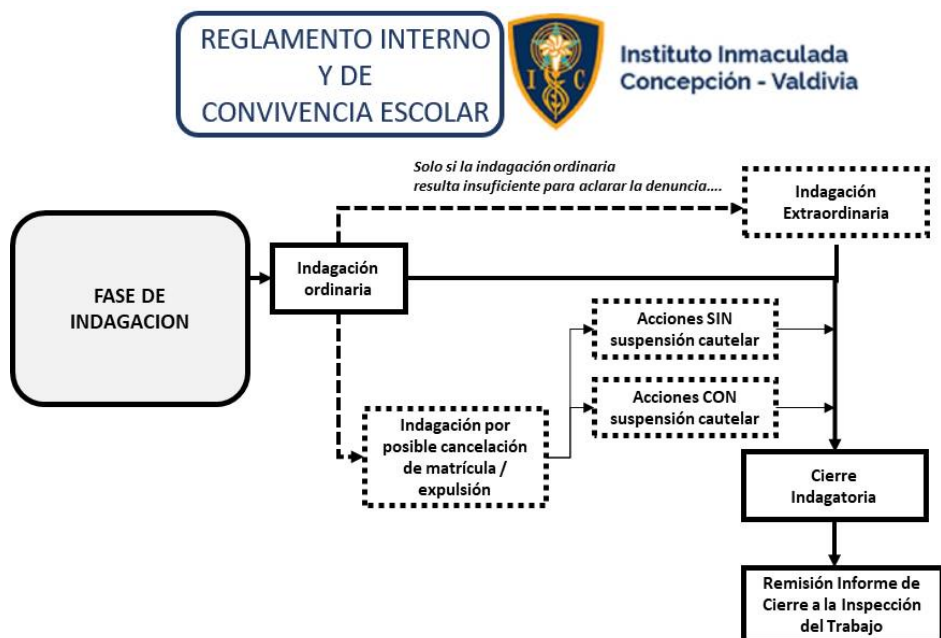 REGLAMENTO INTERNO
Y DE
CONVIVENCIA ESCOLAR
I C
Instituto Inmaculada
Concepción - Valdivia
Solo si la indagación ordinaria
resulta insuficiente para aclarar la denuncia....
Indagación
Extraordinaria
FASE DE
INDAGACION
Indagación
ordinaria
Acciones SIN
suspensión cautelar
Acciones CON
suspensión cautelar
Indagación por
posible cancelación
de matrícula /
expulsión
Cierre
Indagatoria
Remisión Informe de
Cierre a la Inspección
del Trabajo